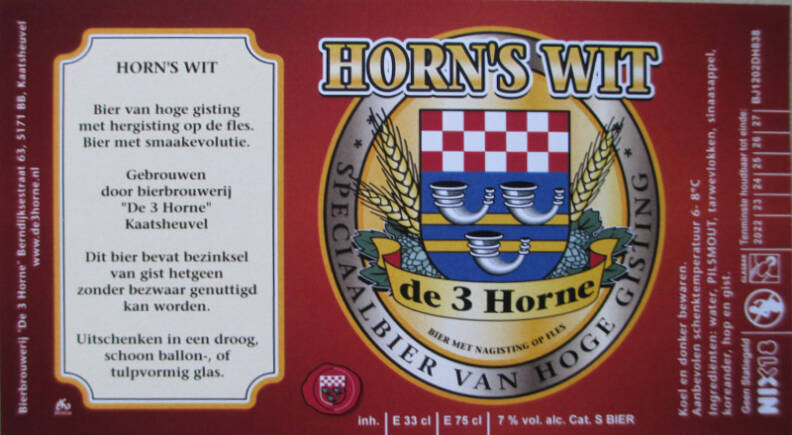 Bierbrouwerij "De 3 Horne" Berndijksestraat 63, 5171 BB, Kaatsheuvel
www.de3horne.nl
HORN'S WIT
Bier van hoge gisting
met hergisting op de fles.
Bier met smaakevolutie.
Gebrouwen
door bierbrouwerij
"De 3 Horne"
Kaatsheuvel
Dit bier bevat bezinksel
van gist hetgeen
zonder bezwaar genuttigd
kan worden.
Uitschenken in een droog,
schoon ballon-, of
tulpvormig glas.
HORN'S WIT
* SPECIAALBIER VAN HOGE GISTING *
de 3 Horne
BIER MET NAGISTING OP FLES
inh. | E 33 cl | E 75 cl | 7 % vol. alc. Cat. S BIER
Koel en donker bewaren.
Aanbevolen schenktemperatuur 6- 8°C
Ingrediënten: water, PILSMOUT, tarwevlokken, sinaasappel,
koreander, hop en gist.
Geen Statiegeld
NIX18
GLASBAK
Tenminste houdbaar tot einde:
2022 | 23 | 24 | 25 | 26 | 27 | BJ1202DH638